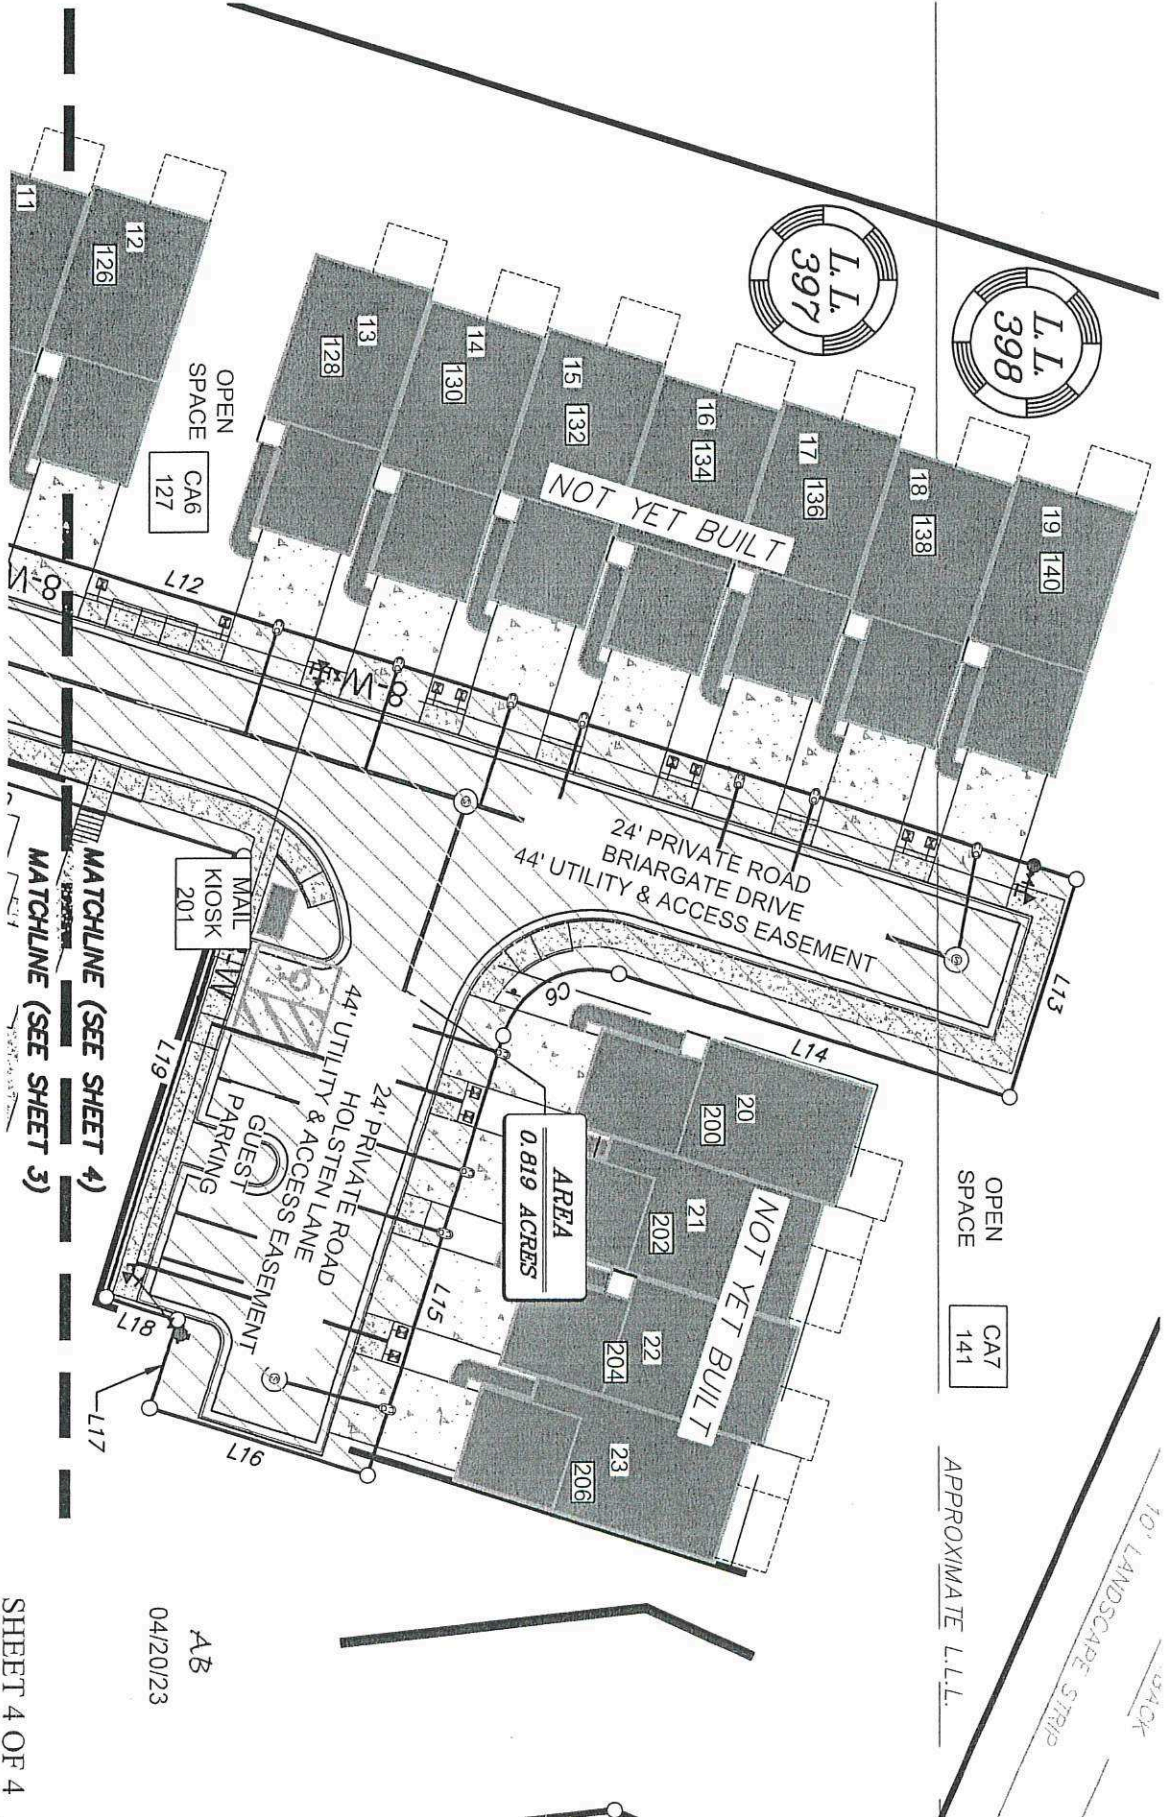 10' LANDSCAPE STRIP
APPROXIMATE L.L.L.
L.L.
398
L.L.
397
OPEN
SPACE
CA7
141
19
140
18
138
17
136
16
134
15
132
14
130
13
128
12
126
11
NOT YET BUILT
OPEN
SPACE
CA6
127
L12
L13
L14
C6
8-W
8-W
24' PRIVATE ROAD
BRIARGATE DRIVE
44' UTILITY & ACCESS EASEMENT
20
200
21
202
22
204
23
206
NOT YET BUILT
AREA
0.819 ACRES
L15
24' PRIVATE ROAD
HOLSTEN LANE
44' UTILITY & ACCESS EASEMENT
GUEST
PARKING
MAIL
KIOSK
201
L16
L17
L18
L19
MATCHLINE (SEE SHEET 4)
MATCHLINE (SEE SHEET 3)
AB
04/20/23
SHEET 4 OF 4